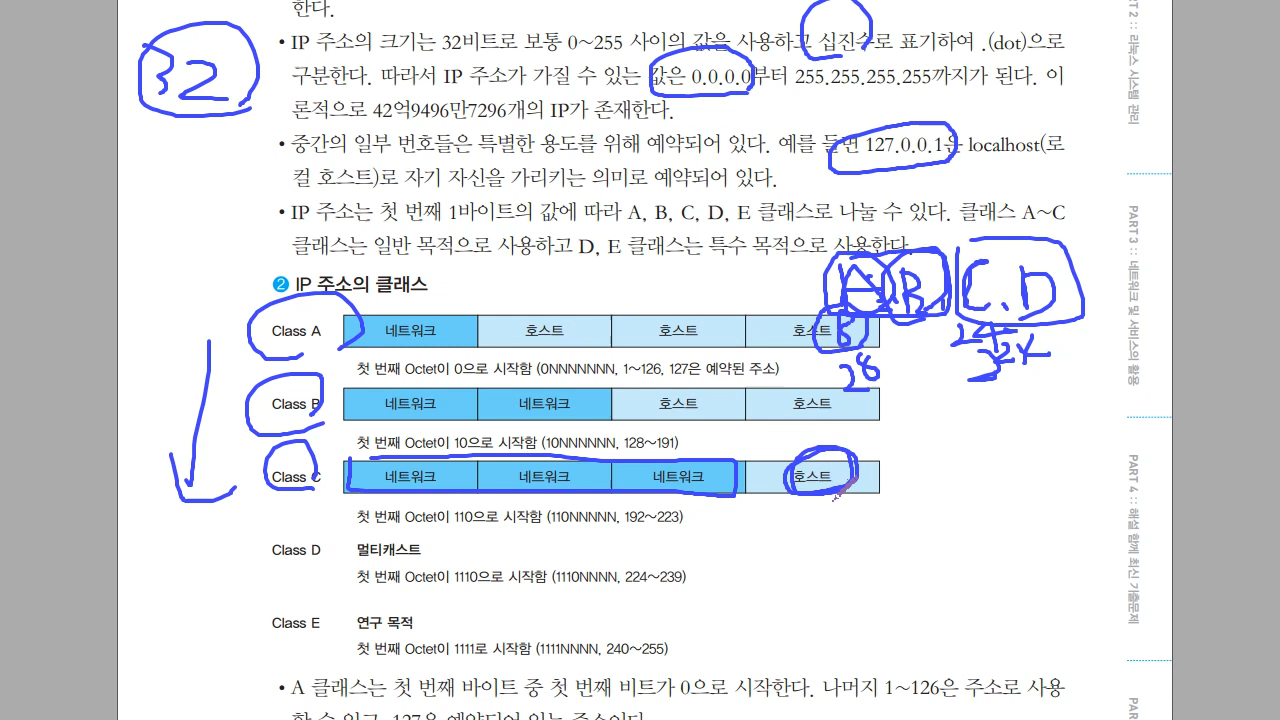 한다.
• IP 주소의 크기는 32비트로 보통 0~255 사이의 값을 사용하고 십진수로 표기하여 .(dot)으로
구분한다. 따라서 IP 주소가 가질 수 있는 값은 0.0.0.0부터 255.255.255.255까지가 된다. 이
론적으로 42억9496만7296개의 IP가 존재한다.
• 중간의 일부 번호들은 특별한 용도를 위해 예약되어 있다. 예를 들면 127.0.0.1은 localhost(로
컬 호스트)로 자기 자신을 가리키는 의미로 예약되어 있다.
• IP 주소는 첫 번째 1바이트의 값에 따라 A, B, C, D, E 클래스로 나눌 수 있다. 클래스 A~C
클래스는 일반 목적으로 사용하고 D, E 클래스는 특수 목적으로 사용한다.
32
A B C.D
2 IP 주소의 클래스
Class A 네트워크 호스트 호스트 호스트
첫 번째 Octet이 0으로 시작함 (0NNNNNNN, 1~126, 127은 예약된 주소)
Class B 네트워크 네트워크 호스트 호스트
첫 번째 Octet이 10으로 시작함 (10NNNNNN, 128~191)
Class C 네트워크 네트워크 네트워크 호스트
첫 번째 Octet이 110으로 시작함 (110NNNNN, 192~223)
Class D 멀티캐스트
첫 번째 Octet이 1110으로 시작함 (1110NNNN, 224~239)
Class E 연구 목적
첫 번째 Octet이 1111로 시작함 (1111NNNN, 240~255)
• A 클래스는 첫 번째 바이트 중 첫 번째 비트가 0으로 시작한다. 나머지 1~126은 주소로 사용
할 수 있고, 127은 예약되어 있는 주소이다.
PART 2 :: 리눅스 시스템 관리
PART 3 :: 네트워크 및 서비스의 활용
PART 4 :: 해설과 함께 최신 기출문제
PAR